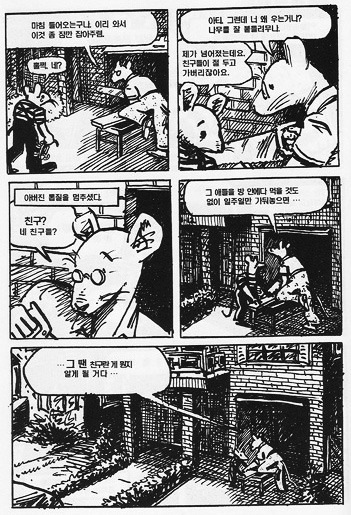 마침 들어오는구나. 이리 와서
이것 좀 잠만 잡아주렴.
훌쩍, 네?
아티, 그런데 너 왜 우는거니?
나무를 잘 붙들려무나.
제가 넘어졌는데요,
친구들이 절 두고
가버리잖아요.
아버진 톱질을 멈추셨다.
친구?
네 친구들?
그 애들을 방 안에다 먹을 것도
없이 일주일만 가둬놓으면 …
… 그 땐 친구란 게 뭔지
알게 될 거다 …